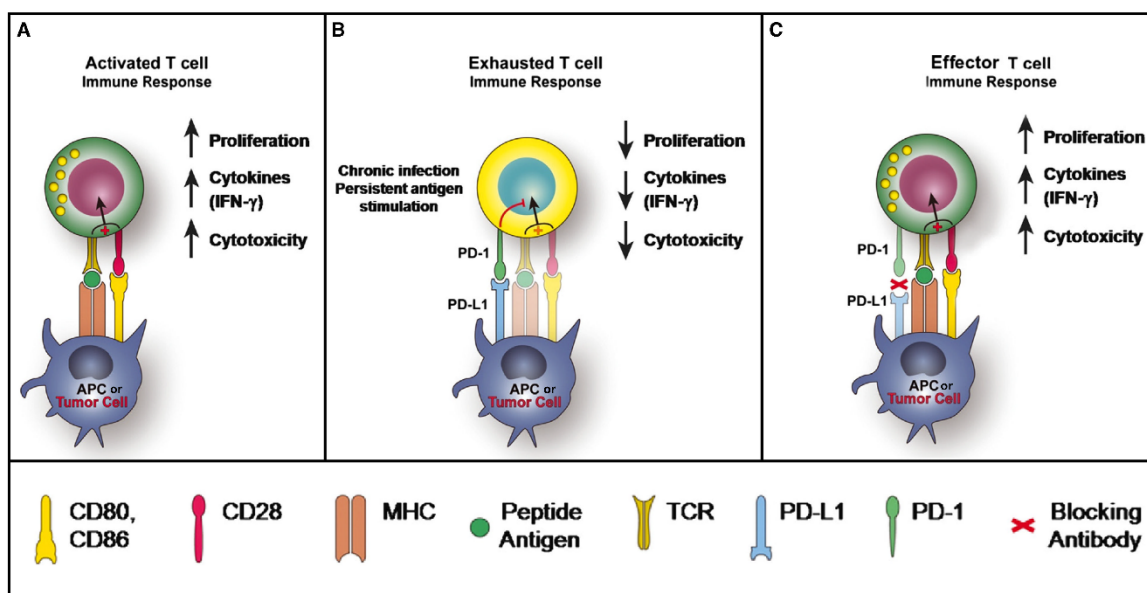 A
Activated T cell
Immune Response
Proliferation
Cytokines
(IFN-γ)
Cytotoxicity
APC or
Tumor Cell
B
Exhausted T cell
Immune Response
Chronic infection
Persistent antigen
stimulation
Proliferation
Cytokines
(IFN-γ)
Cytotoxicity
PD-1
PD-L1
APC or
Tumor Cell
C
Effector T cell
Immune Response
Proliferation
Cytokines
(IFN-γ)
Cytotoxicity
PD-1
PD-L1
APC or
Tumor Cell
CD80,
CD86
CD28
MHC
Peptide
Antigen
TCR
PD-L1
PD-1
Blocking
Antibody